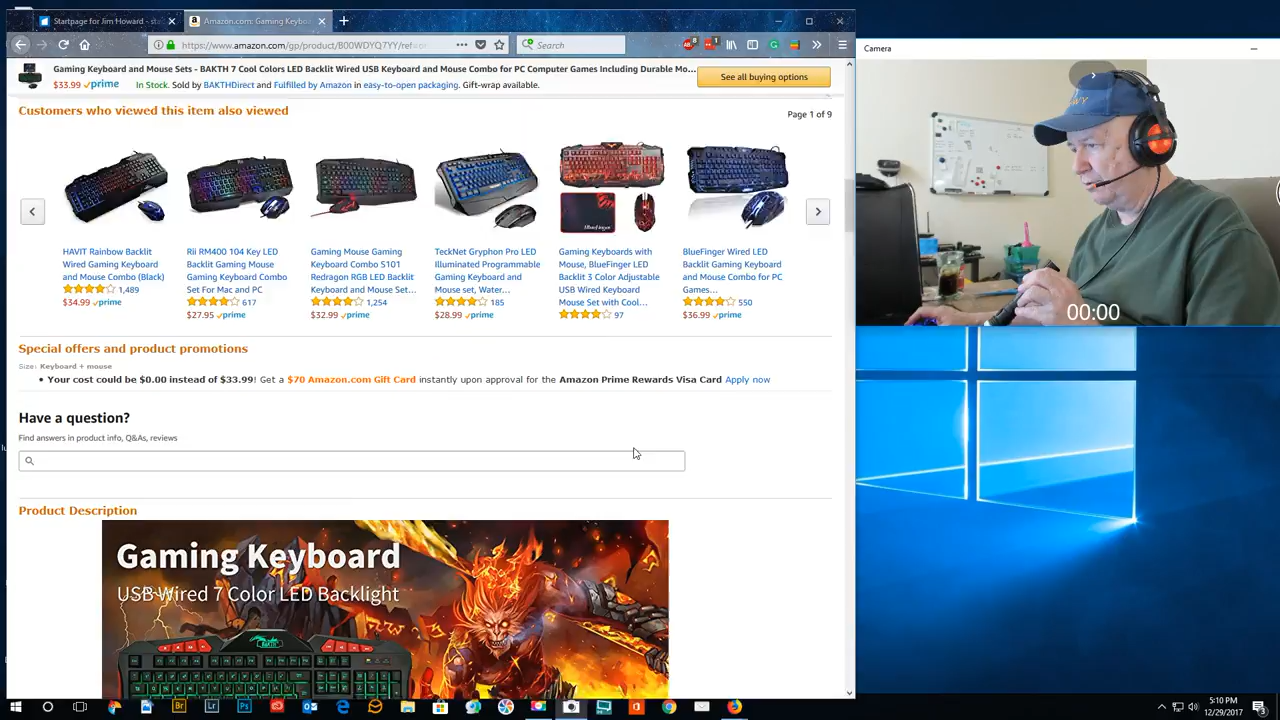 Startpage by Jim Howard - sta
Amazon.com: Gaming Keybo
https://www.amazon.com/gp/product/B00WDYQ7YY/ref=
Search
Gaming Keyboard and Mouse Sets - BAKTH 7 Cool Colors LED Backlit Wired USB Keyboard and Mouse Combo for PC Computer Games Including Durable Mo...
$33.99 prime In Stock. Sold by BAKTHDirect and Fulfilled by Amazon in easy-to-open packaging. Gift-wrap available.
See all buying options
Camera
Customers who viewed this item also viewed
Page 1 of 9
HAVIT Rainbow Backlit
Wired Gaming Keyboard
and Mouse Combo (Black)
1,489
$34.99 prime
Rii RM400 104 Key LED
Backlit Gaming Mouse
Gaming Keyboard Combo
Set For Mac and PC
617
$27.95 prime
Gaming Mouse Gaming
Keyboard Combo S101
Redragon RGB LED Backlit
Keyboard and Mouse Set...
1,254
$32.99 prime
TeckNet Gryphon Pro LED
Illuminated Programmable
Gaming Keyboard and
Mouse set, Water...
185
$28.99 prime
Gaming Keyboards with
Mouse, BlueFinger LED
Backlit 3 Color Adjustable
USB Wired Keyboard
Mouse Set with Cool...
97
BlueFinger Wired LED
Backlit Gaming Keyboard
and Mouse Combo for PC
Games...
550
$36.99 prime
00:00
Special offers and product promotions
Size: Keyboard + mouse
• Your cost could be $0.00 instead of $33.99! Get a $70 Amazon.com Gift Card instantly upon approval for the Amazon Prime Rewards Visa Card Apply now
Have a question?
Find answers in product info, Q&As, reviews
Product Description
Gaming Keyboard
USB Wired 7 Color LED Backlight
BAKTH
5:10 PM
12/29/2017